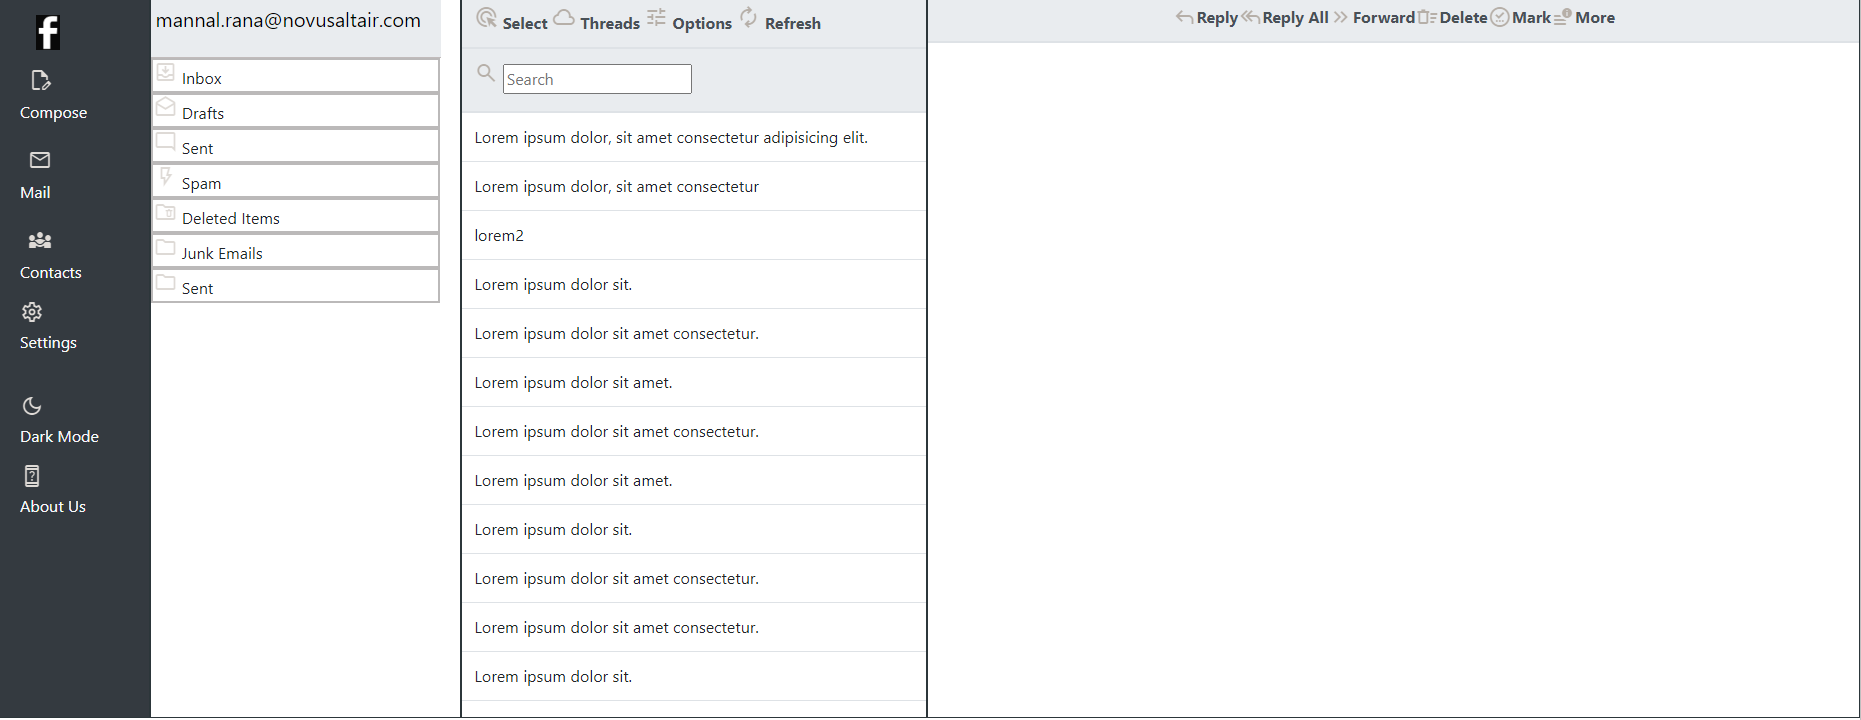 f
Compose
Mail
Contacts
Settings
Dark Mode
About Us
mannal.rana@novusaltair.com
Inbox
Drafts
Sent
Spam
Deleted Items
Junk Emails
Sent
Select Threads Options Refresh
Search
Lorem ipsum dolor, sit amet consectetur adipisicing elit.
Lorem ipsum dolor, sit amet consectetur
lorem2
Lorem ipsum dolor sit.
Lorem ipsum dolor sit amet consectetur.
Lorem ipsum dolor sit amet.
Lorem ipsum dolor sit amet consectetur.
Lorem ipsum dolor sit amet.
Lorem ipsum dolor sit.
Lorem ipsum dolor sit amet consectetur.
Lorem ipsum dolor sit amet consectetur.
Lorem ipsum dolor sit.
Reply Reply All Forward Delete Mark More